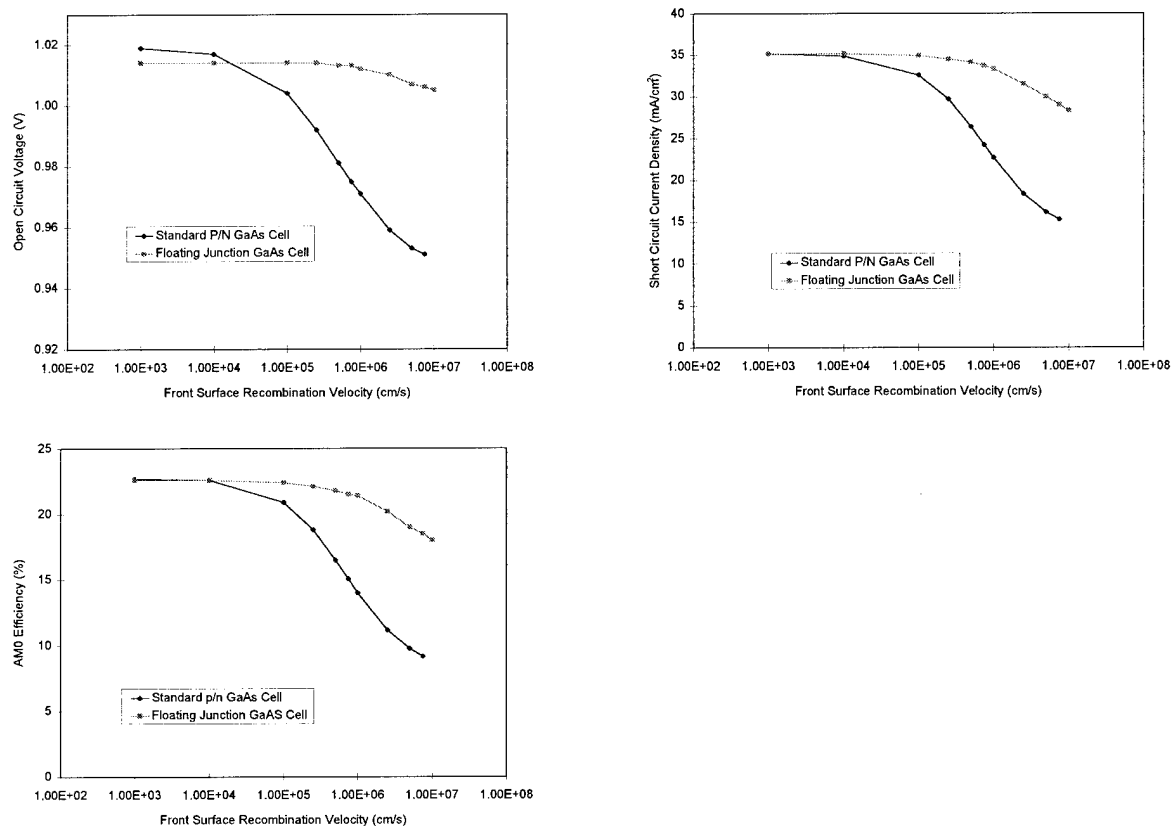 Open Circuit Voltage (V)
1.02
1.00
0.98
0.96
0.94
0.92
Standard P/N GaAs Cell
Floating Junction GaAs Cell
1.00E+02 1.00E+03 1.00E+04 1.00E+05 1.00E+06 1.00E+07 1.00E+08
Front Surface Recombination Velocity (cm/s)
Short Circuit Current Density (mA/cm²)
40
35
30
25
20
15
10
5
0
Standard P/N GaAs Cell
Floating Junction GaAs Cell
1.00E+02 1.00E+03 1.00E+04 1.00E+05 1.00E+06 1.00E+07 1.00E+08
Front Surface Recombination Velocity (cm/s)
AM0 Efficiency (%)
25
20
15
10
5
0
Standard p/n GaAs Cell
Floating Junction GaAS Cell
1.00E+02 1.00E+03 1.00E+04 1.00E+05 1.00E+06 1.00E+07 1.00E+08
Front Surface Recombination Velocity (cm/s)